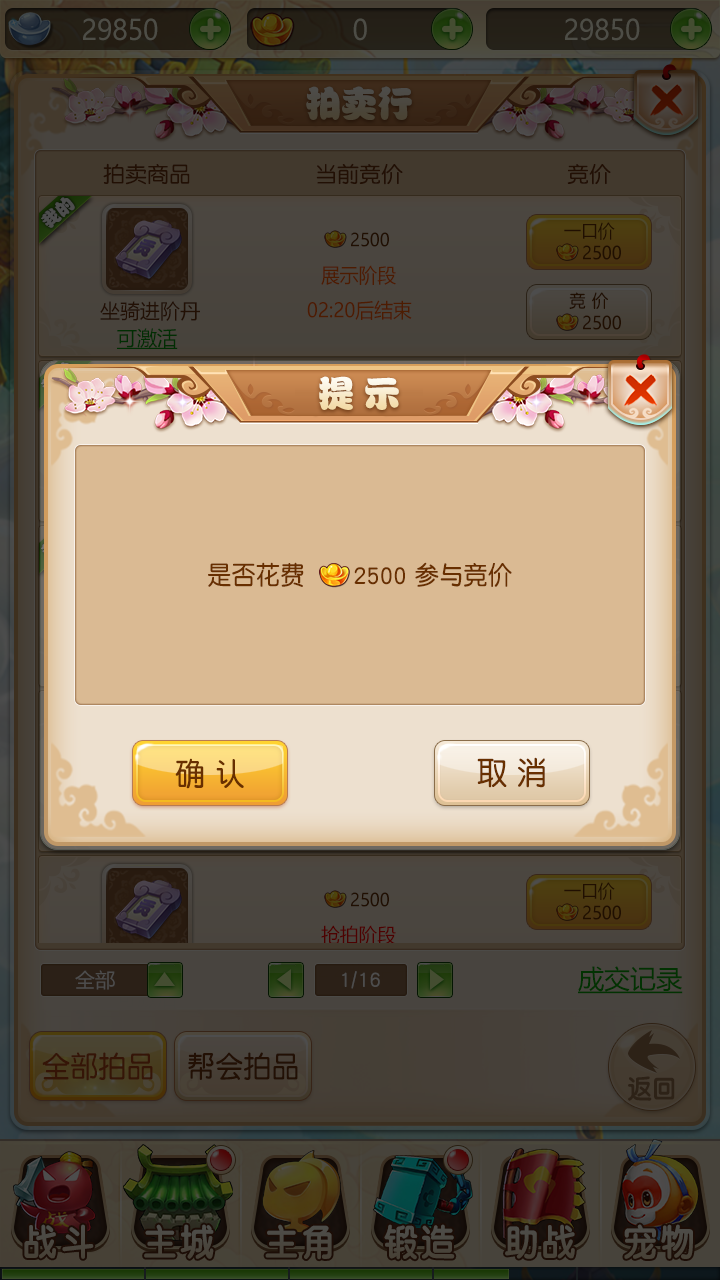 29850
0
29850
拍卖行
拍卖商品 当前竞价 竞价
我的
2500
一口价
2500
展示阶段
坐骑进阶丹
02:20后结束
竞价
2500
可激活
提示
是否花费 2500 参与竞价
确认 取消
2500
一口价
2500
抢拍阶段
全部
1/16
成交记录
全部拍品 帮会拍品
返回
战斗 主城 主角 锻造 助战 宠物